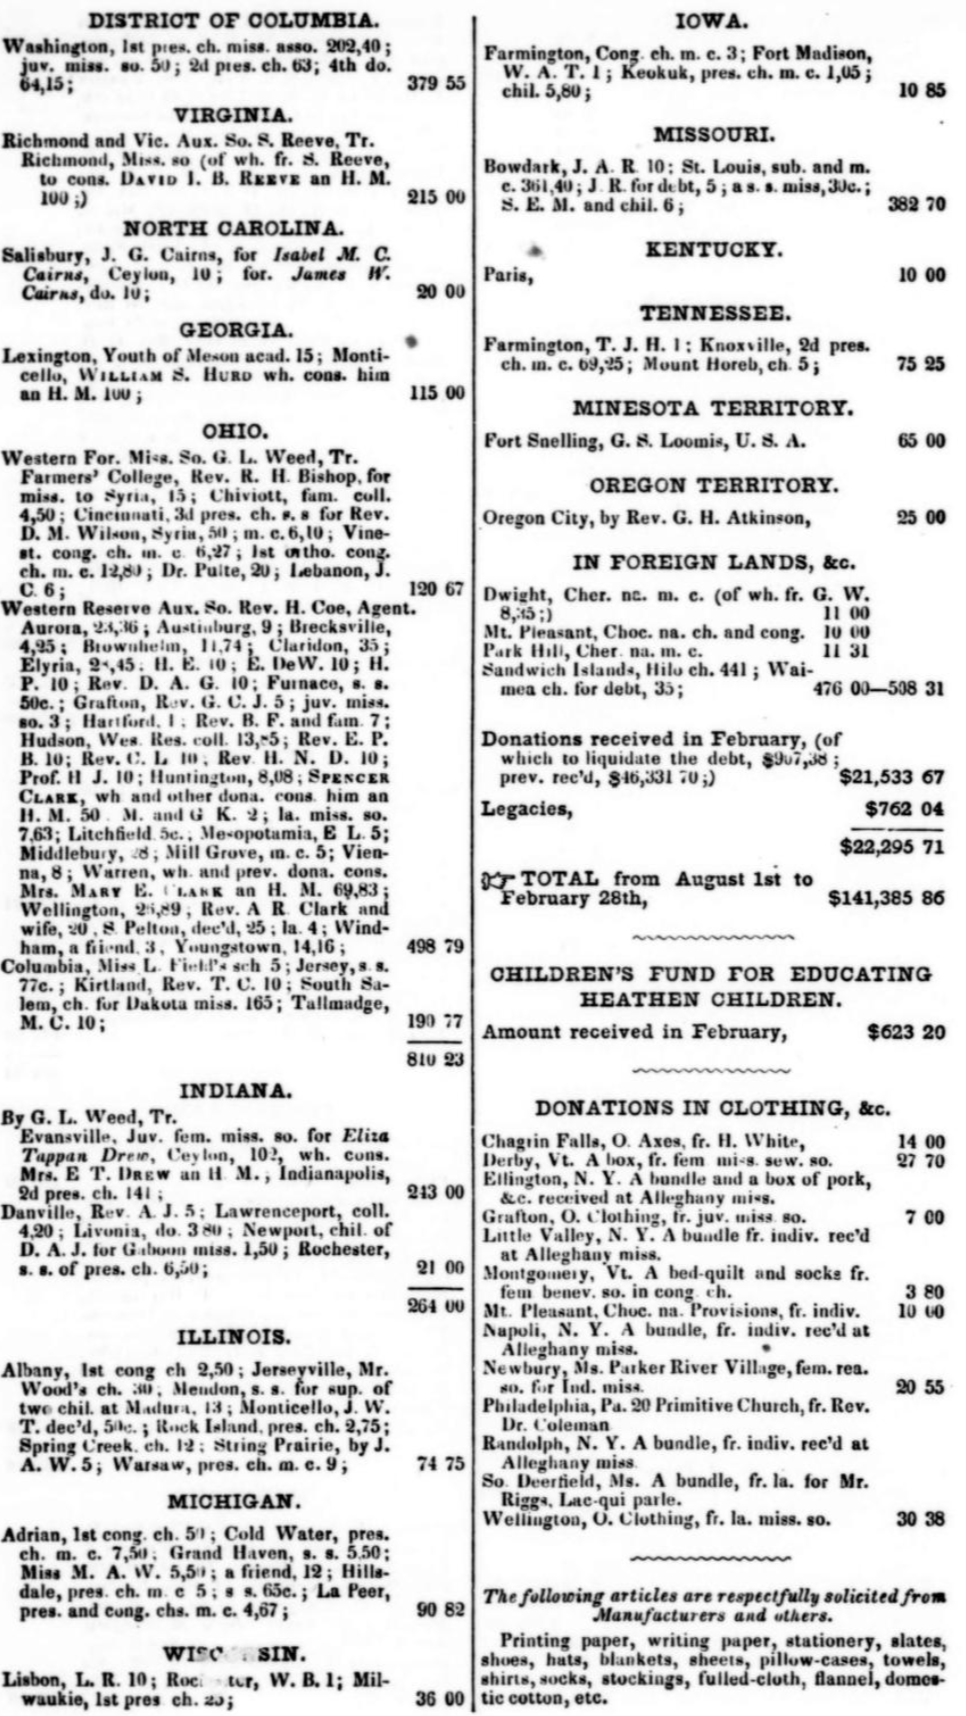 DISTRICT OF COLUMBIA.
Washington, 1st pres. ch. miss. asso. 202,40;
juv. miss. so. 50; 2d pres. ch. 63; 4th do.
64,15; 379 55
VIRGINIA.
Richmond and Vic. Aux. So. S. Reeve, Tr.
Richmond, Miss. so (of wh. fr. S. Reeve,
to cons. DAVID I. B. REEVE an H. M.
100;) 215 00
NORTH CAROLINA.
Salisbury, J. G. Cairns, for Isabel M. C.
Cairns, Ceylon, 10; for. James W.
Cairns, do. 10; 20 00
GEORGIA.
Lexington, Youth of Meson acad. 15; Monti-
cello, WILLIAM S. HURD wh. cons. him
an H. M. 100; 115 00
OHIO.
Western For. Miss. So. G. L. Weed, Tr.
Farmers' College, Rev. R. H. Bishop, for
miss. to Syria, 15; Chiviott, fam. coll.
4,50; Cincinnati, 3d pres. ch. s. s for Rev.
D. M. Wilson, Syria, 50; m. c. 6,10; Vine-
st. cong. ch. m. c. 6,27; 1st ortho. cong.
ch. m. c. 12,80; Dr. Pulte, 20; Lebanon, J.
C. 6; 120 67
Western Reserve Aux. So. Rev. H. Coe, Agent.
Aurora, 23,36; Austinburg, 9; Brecksville,
4,25; Brownhelm, 11,74; Claridon, 35;
Elyria, 28,45; H. E. 10; E. DeW. 10; H.
P. 10; Rev. D. A. G. 10; Furnace, s. s.
50c.; Grafton, Rev. G. C. J. 5; juv. miss.
so. 3; Hartford, 1; Rev. B. F. and fam. 7;
Hudson, Wes. Res. coll. 13,85; Rev. E. P.
B. 10; Rev. C. L 10; Rev. H. N. D. 10;
Prof. H J. 10; Huntington, 8,08; SPENCER
CLARK, wh and other dona. cons. him an
H. M. 50 M. and G K. 2; la. miss. so.
7,63; Litchfield 5c.; Mesopotamia, E L. 5;
Middlebury, 28; Mill Grove, m. c. 5; Vien-
na, 8; Warren, wh. and prev. dona. cons.
Mrs. MARY E. CLARK an H. M. 69,83;
Wellington, 26,89; Rev. A R. Clark and
wife, 20, S. Pelton, dec'd, 25; la. 4; Wind-
ham, a friend, 3, Youngstown, 14,16; 498 79
Columbia, Miss L. Field's sch 5; Jersey, s. s.
77c.; Kirtland, Rev. T. C. 10; South Sa-
lem, ch. for Dakota miss. 165; Tallmadge,
M. C. 10; 190 77
810 23
INDIANA.
By G. L. Weed, Tr.
Evansville, Juv. fem. miss. so. for Eliza
Tappan Drew, Ceylon, 102, wh. cons.
Mrs. E T. DREW an H M., Indianapolis,
2d pres. ch. 141; 243 00
Danville, Rev. A. J. 5; Lawrenceport, coll.
4,20; Livonia, do. 3 80; Newport, chil. of
D. A. J. for Gaboon miss. 1,50; Rochester,
s. s. of pres. ch. 6,50; 21 00
264 00
ILLINOIS.
Albany, 1st cong ch 2,50; Jerseyville, Mr.
Wood's ch. 30; Mendon, s. s. for sup. of
two chil. at Madura, 13; Monticello, J. W.
T. dec'd, 50c.; Rock Island, pres. ch. 2,75;
Spring Creek, ch. 12; String Prairie, by J.
A. W. 5; Warsaw, pres. ch. m. c. 9; 74 75
MICHIGAN.
Adrian, 1st cong. ch. 50; Cold Water, pres.
ch. m. c. 7,50; Grand Haven, s. s. 5,50;
Miss M. A. W. 5,50; a friend, 12; Hills-
dale, pres. ch. m c 5; s s. 65c.; La Peer,
pres. and cong. chs. m. c. 4,67; 90 82
WISC SIN.
Lisbon, L. R. 10; Roc ter, W. B. 1; Mil-
waukie, 1st pres ch. 25; 36 00
IOWA.
Farmington, Cong. ch. m. c. 3; Fort Madison,
W. A. T. 1; Keokuk, pres. ch. m. c. 1,05;
chil. 5,80; 10 85
MISSOURI.
Bowdark, J. A. R. 10; St. Louis, sub. and m.
c. 361,40; J R. for debt, 5; a s. s. miss, 30c.;
S. E. M. and chil. 6; 382 70
KENTUCKY.
Paris, 10 00
TENNESSEE.
Farmington, T. J. H. 1; Knoxville, 2d pres.
ch. m. c. 69,25; Mount Horeb, ch. 5; 75 25
MINESOTA TERRITORY.
Fort Snelling, G. S. Loomis, U. S. A. 65 00
OREGON TERRITORY.
Oregon City, by Rev. G. H. Atkinson, 25 00
IN FOREIGN LANDS, &c.
Dwight, Cher. na. m. c. (of wh. fr. G. W.
8,35;) 11 00
Mt. Pleasant, Choc. na. ch. and cong. 10 00
Park Hill, Cher. na. m. c. 11 31
Sandwich Islands, Hilo ch. 441; Wai-
mea ch. for debt, 35; 476 00—508 31
Donations received in February, (of
which to liquidate the debt, $907,38;
prev. rec'd, $46,331 70;) $21,533 67
Legacies, $762 04
$22,295 71
☞ TOTAL from August 1st to
February 28th, $141,385 86
CHILDREN'S FUND FOR EDUCATING
HEATHEN CHILDREN.
Amount received in February, $623 20
DONATIONS IN CLOTHING, &c.
Chagrin Falls, O. Axes, fr. H. White, 14 00
Derby, Vt. A box, fr. fem miss. sew. so. 27 70
Ellington, N. Y. A bundle and a box of pork,
&c. received at Alleghany miss.
Grafton, O. Clothing, fr. juv. miss so. 7 00
Little Valley, N. Y. A bundle fr. indiv. rec'd
at Alleghany miss.
Montgomery, Vt. A bed-quilt and socks fr.
fem benev. so. in cong ch. 3 80
Mt. Pleasant, Choc. na. Provisions, fr. indiv. 10 00
Napoli, N. Y. A bundle, fr. indiv. rec'd at
Alleghany miss.
Newbury, Ms. Parker River Village, fem. rea.
so. for Ind. miss. 20 55
Philadelphia, Pa. 20 Primitive Church, fr. Rev.
Dr. Coleman
Randolph, N. Y. A bundle, fr. indiv. rec'd at
Alleghany miss
So. Deerfield, Ms. A bundle, fr. la. for Mr.
Riggs, Lac-qui parle.
Wellington, O. Clothing, fr. la. miss. so. 30 38
The following articles are respectfully solicited from
Manufacturers and others.
Printing paper, writing paper, stationery, slates,
shoes, hats, blankets, sheets, pillow-cases, towels,
shirts, socks, stockings, fulled-cloth, flannel, domes-
tic cotton, etc.